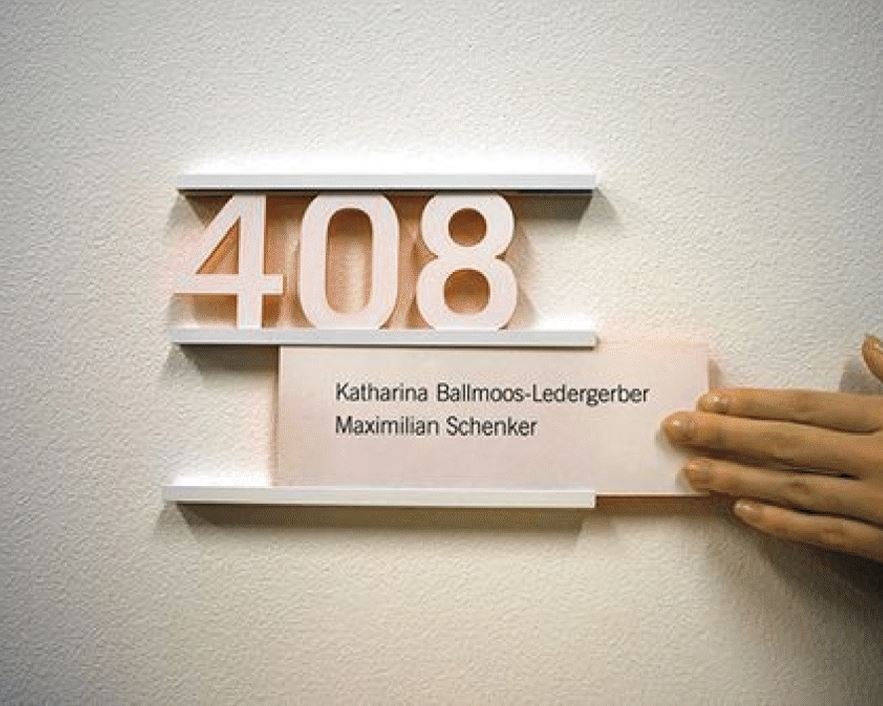 408
Katharina Ballmoos-Ledergerber
Maximilian Schenker